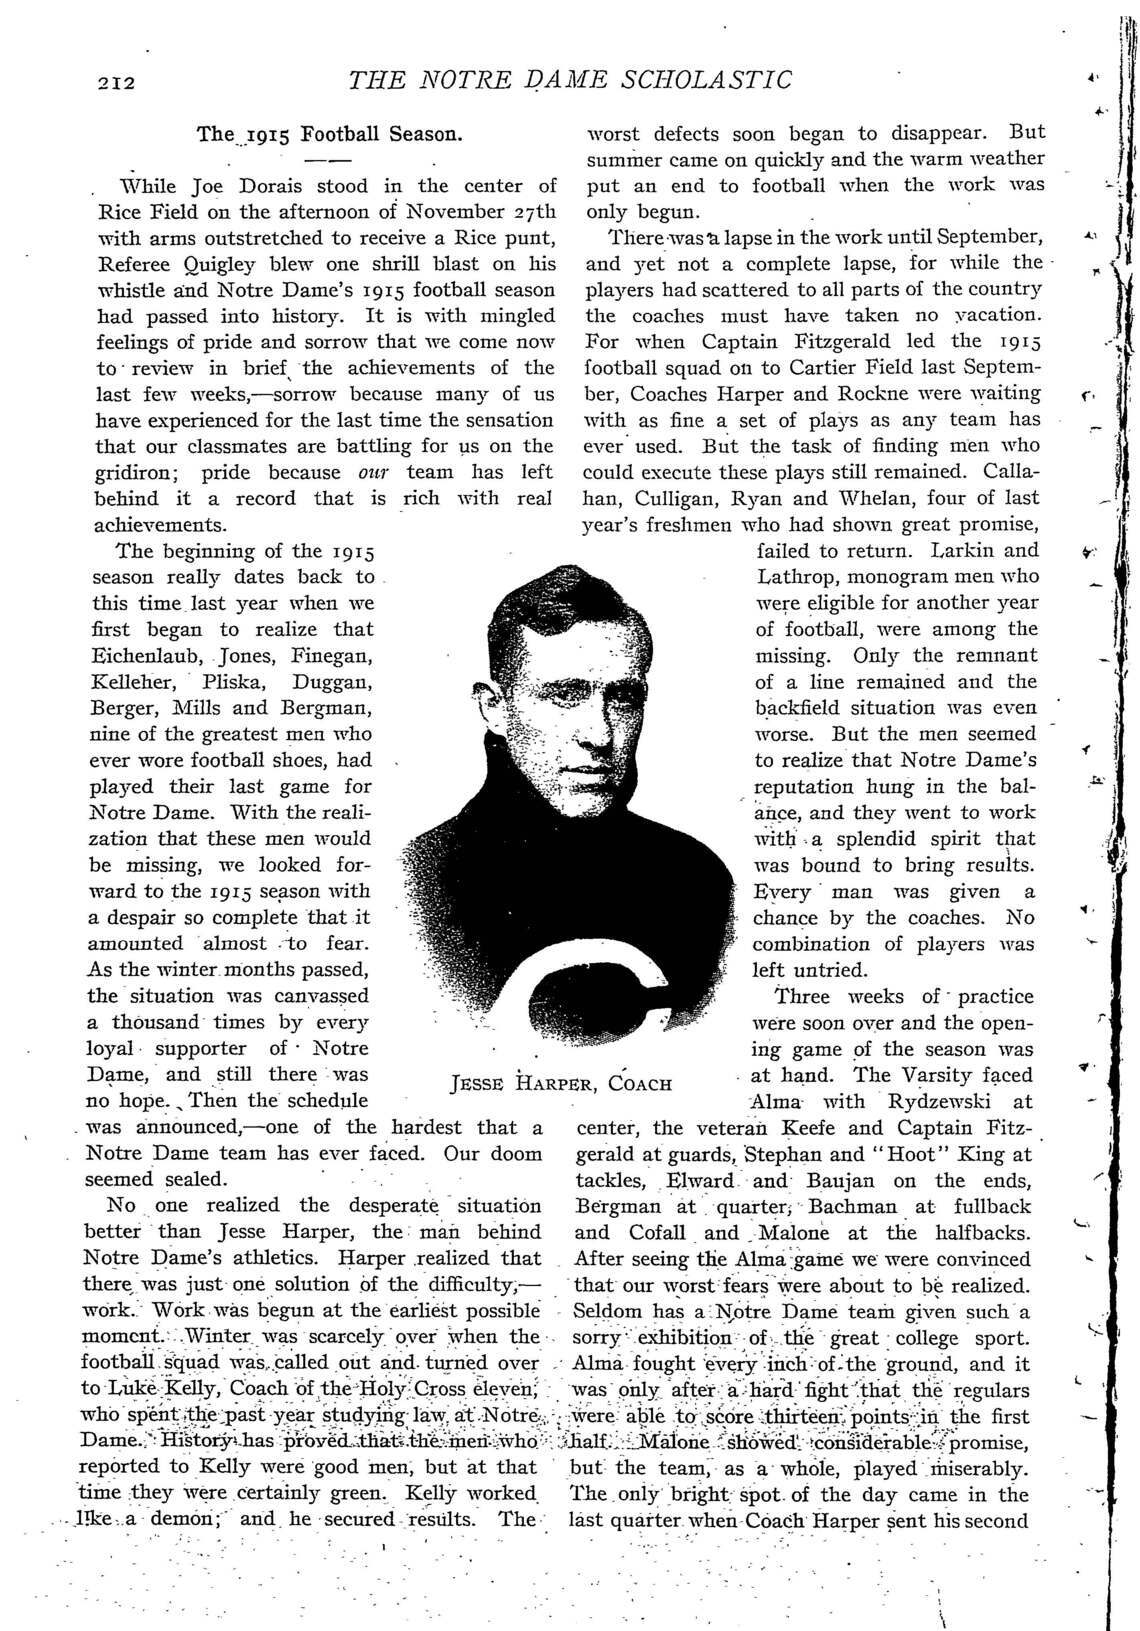 212
THE NOTRE DAME SCHOLASTIC
The 1915 Football Season.
While Joe Dorais stood in the center of
Rice Field on the afternoon of November 27th
with arms outstretched to receive a Rice punt,
Referee Quigley blew one shrill blast on his
whistle and Notre Dame's 1915 football season
had passed into history. It is with mingled
feelings of pride and sorrow that we come now
to review in brief the achievements of the
last few weeks,—sorrow because many of us
have experienced for the last time the sensation
that our classmates are battling for us on the
gridiron; pride because our team has left
behind it a record that is rich with real
achievements.
The beginning of the 1915
season really dates back to
this time last year when we
first began to realize that
Eichenlaub, Jones, Finegan,
Kelleher, Pliska, Duggan,
Berger, Mills and Bergman,
nine of the greatest men who
ever wore football shoes, had
played their last game for
Notre Dame. With the reali-
zation that these men would
be missing, we looked for-
ward to the 1915 season with
a despair so complete that it
amounted almost to fear.
As the winter months passed,
the situation was canvassed
a thousand times by every
loyal supporter of Notre
Dame, and still there was
no hope. Then the schedule
was announced,—one of the hardest that a
Notre Dame team has ever faced. Our doom
seemed sealed.
No one realized the desperate situation
better than Jesse Harper, the man behind
Notre Dame's athletics. Harper realized that
there was just one solution of the difficulty,—
work. Work was begun at the earliest possible
moment. Winter was scarcely over when the
football squad was called out and turned over
to Luke Kelly, Coach of the Holy Cross eleven,
who spent the past year studying law at Notre
Dame. History has proved that the men who
reported to Kelly were good men, but at that
time they were certainly green. Kelly worked
like a demon, and he secured results. The
JESSE HARPER, COACH
worst defects soon began to disappear. But
summer came on quickly and the warm weather
put an end to football when the work was
only begun.
There was a lapse in the work until September,
and yet not a complete lapse, for while the
players had scattered to all parts of the country
the coaches must have taken no vacation.
For when Captain Fitzgerald led the 1915
football squad on to Cartier Field last Septem-
ber, Coaches Harper and Rockne were waiting
with as fine a set of plays as any team has
ever used. But the task of finding men who
could execute these plays still remained. Calla-
han, Culligan, Ryan and Whelan, four of last
year's freshmen who had shown great promise,
failed to return. Larkin and
Lathrop, monogram men who
were eligible for another year
of football, were among the
missing. Only the remnant
of a line remained and the
backfield situation was even
worse. But the men seemed
to realize that Notre Dame's
reputation hung in the bal-
ance, and they went to work
with a splendid spirit that
was bound to bring results.
Every man was given a
chance by the coaches. No
combination of players was
left untried.
Three weeks of practice
were soon over and the open-
ing game of the season was
at hand. The Varsity faced
Alma with Rydzewski at
center, the veteran Keefe and Captain Fitz-
gerald at guards, Stephan and "Hoot" King at
tackles, Elward and Baujan on the ends,
Bergman at quarter, Bachman at fullback
and Cofall and Malone at the halfbacks.
After seeing the Alma game we were convinced
that our worst fears were about to be realized.
Seldom has a Notre Dame team given such a
sorry exhibition of the great college sport.
Alma fought every inch of the ground, and it
was only after a hard fight that the regulars
were able to score thirteen points in the first
half. Malone showed considerable promise,
but the team, as a whole, played miserably.
The only bright spot of the day came in the
last quarter when Coach Harper sent his second